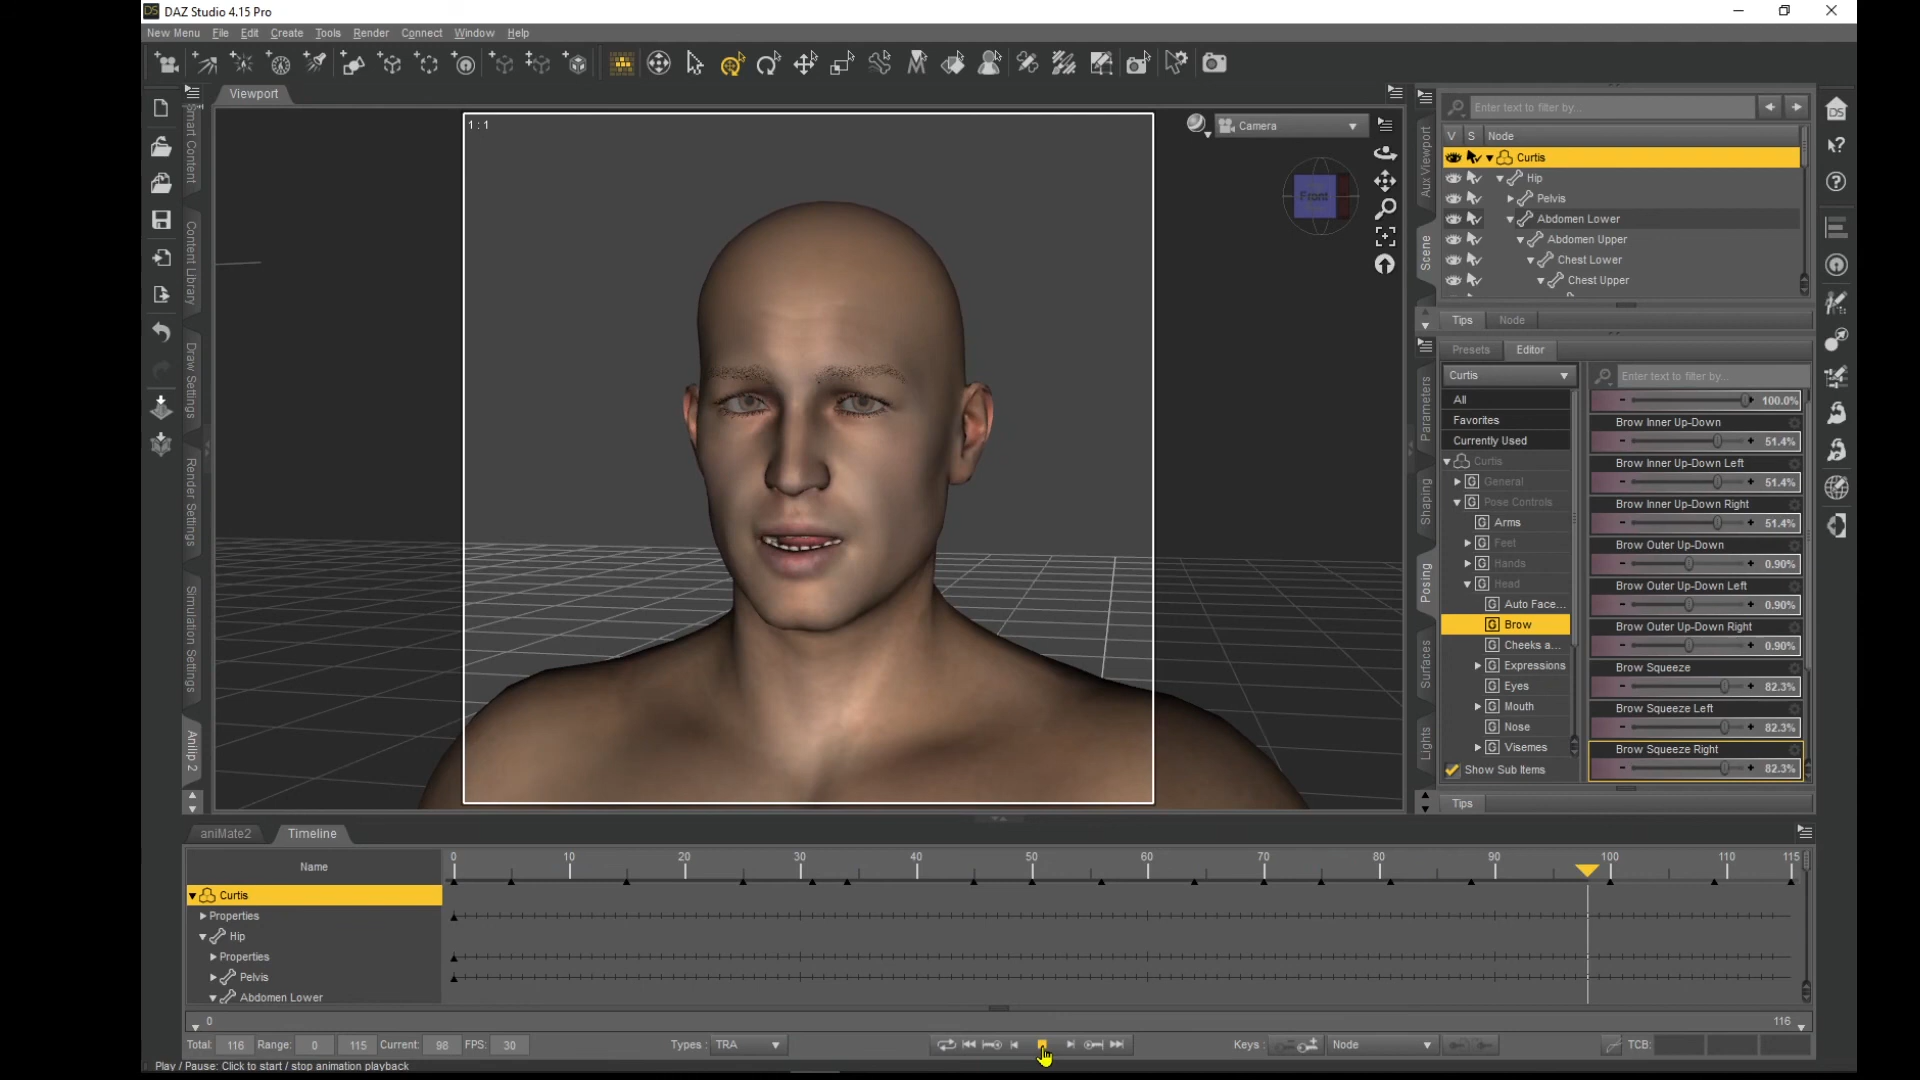 DAZ Studio 4.15 Pro
New Menu File Edit Create Tools Render Connect Window Help
Viewport
1 : 1
Camera
Front
Smart Content
Content Library
Draw Settings
Render Settings
Simulation Settings
Anilip 2
Aux Viewport
Scene
Enter text to filter by...
V S Node
Curtis
Hip
Pelvis
Abdomen Lower
Abdomen Upper
Chest Lower
Chest Upper
Tips Node
Parameters
Shaping
Posing
Surfaces
Lights
Presets Editor
Curtis
All
Favorites
Currently Used
Curtis
General
Pose Controls
Arms
Feet
Hands
Head
Auto Face...
Brow
Cheeks a...
Expressions
Eyes
Mouth
Nose
Visemes
Show Sub Items
Enter text to filter by...
100.0%
Brow Inner Up-Down
51.4%
Brow Inner Up-Down Left
51.4%
Brow Inner Up-Down Right
51.4%
Brow Outer Up-Down
0.90%
Brow Outer Up-Down Left
0.90%
Brow Outer Up-Down Right
0.90%
Brow Squeeze
82.3%
Brow Squeeze Left
82.3%
Brow Squeeze Right
82.3%
Tips
aniMate2 Timeline
Name
0 10 20 30 40 50 60 70 80 90 100 110 115
Curtis
Properties
Hip
Properties
Pelvis
Abdomen Lower
0 116
Total: 116 Range: 0 115 Current: 98 FPS: 30 Types: TRA Keys: Node TCB:
Play / Pause: Click to start / stop animation playback